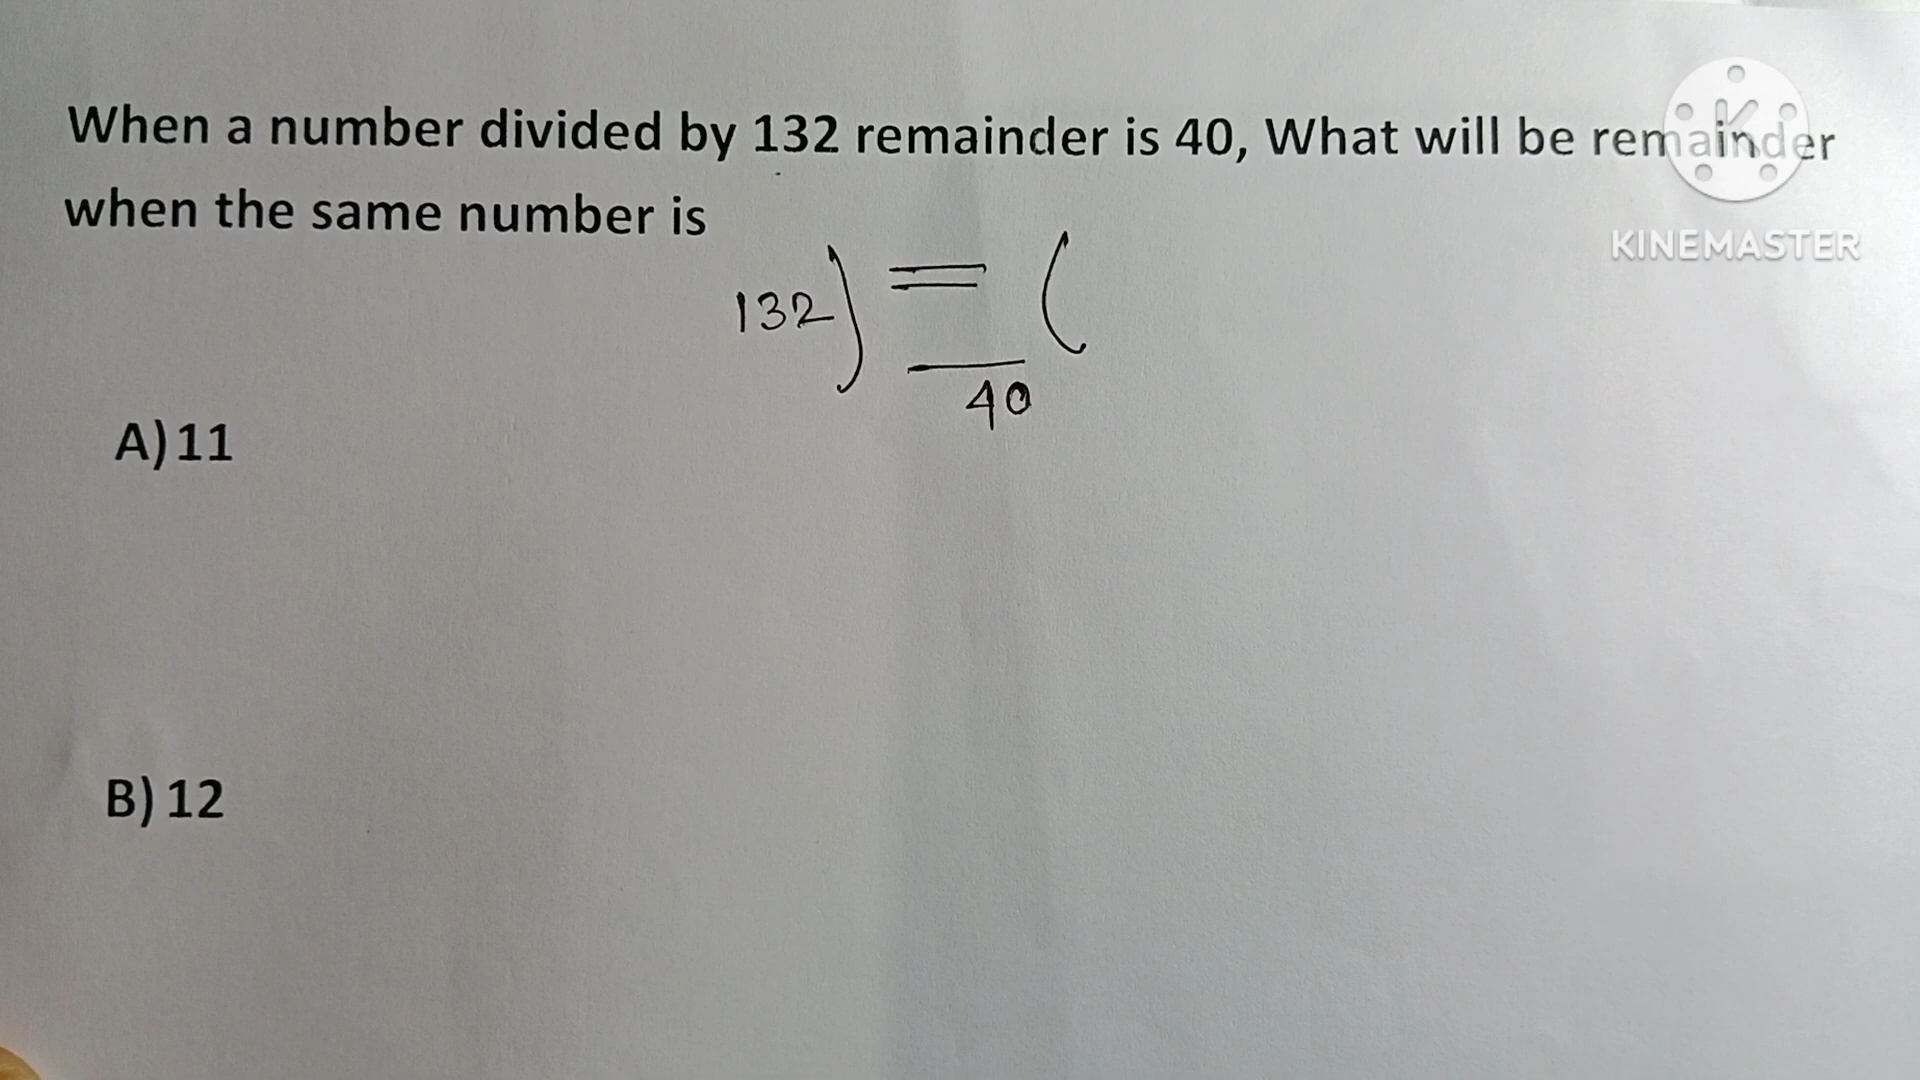 When a number divided by 132 remainder is 40, What will be remainder
when the same number is
KINEMASTER
132) = (
40
A) 11
B) 12